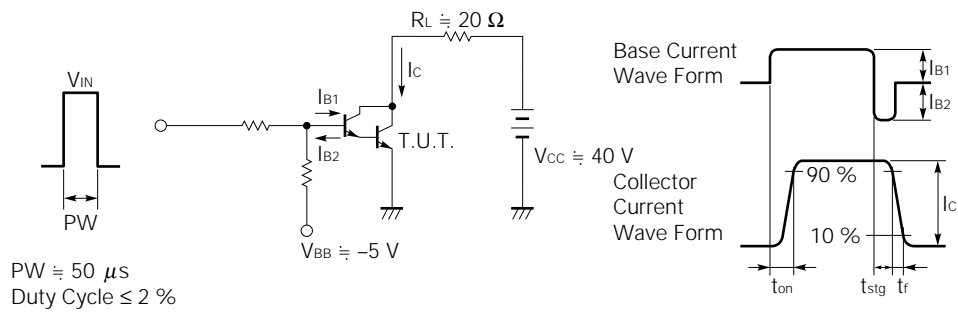 VIN
PW
PW ≒ 50 μs
Duty Cycle ≤ 2 %
RL ≒ 20 Ω
IC
IB1
IB2
T.U.T.
VCC ≒ 40 V
VBB ≒ −5 V
Base Current
Wave Form
IB1
IB2
Collector
Current
Wave Form
90 %
10 %
IC
ton
tstg
tf